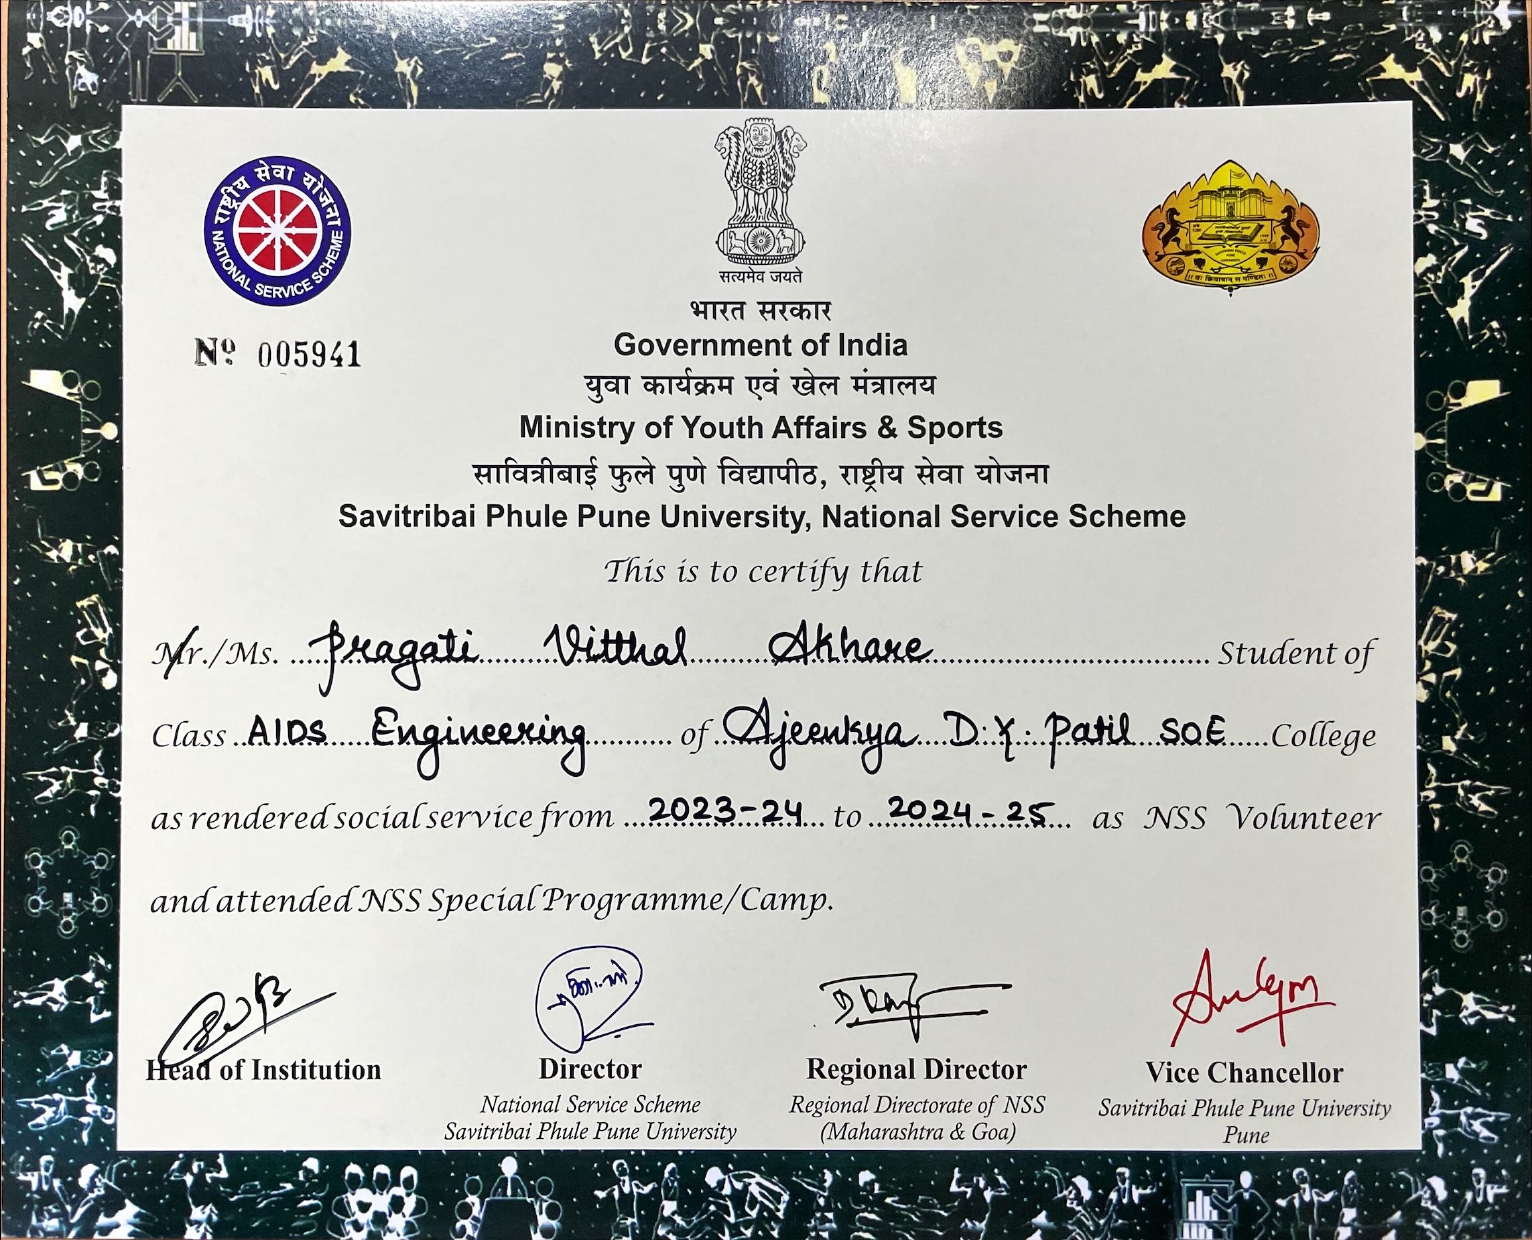 राष्ट्रीय सेवा योजना
NATIONAL SERVICE SCHEME
Nº 005941
सत्यमेव जयते
भारत सरकार
Government of India
युवा कार्यक्रम एवं खेल मंत्रालय
Ministry of Youth Affairs & Sports
सावित्रीबाई फुले पुणे विद्यापीठ, राष्ट्रीय सेवा योजना
Savitribai Phule Pune University, National Service Scheme
This is to certify that
Mr./Ms. Pragati Vitthal Akhare Student of
Class AIDS Engineering of Ajeenkya D.Y. Patil SOE College
as rendered social service from 2023-24 to 2024-25 as NSS Volunteer
and attended NSS Special Programme/Camp.
Head of Institution Director Regional Director Vice Chancellor
National Service Scheme Regional Directorate of NSS Savitribai Phule Pune University
Savitribai Phule Pune University (Maharashtra & Goa) Pune